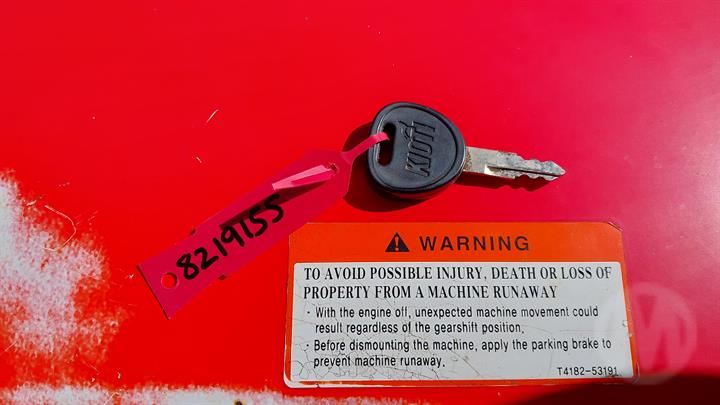 KIOTI
8219155
WARNING
TO AVOID POSSIBLE INJURY, DEATH OR LOSS OF
PROPERTY FROM A MACHINE RUNAWAY
· With the engine off, unexpected machine movement could
result regardless of the gearshift position.
· Before dismounting the machine, apply the parking brake to
prevent machine runaway.
T4182-53191
M